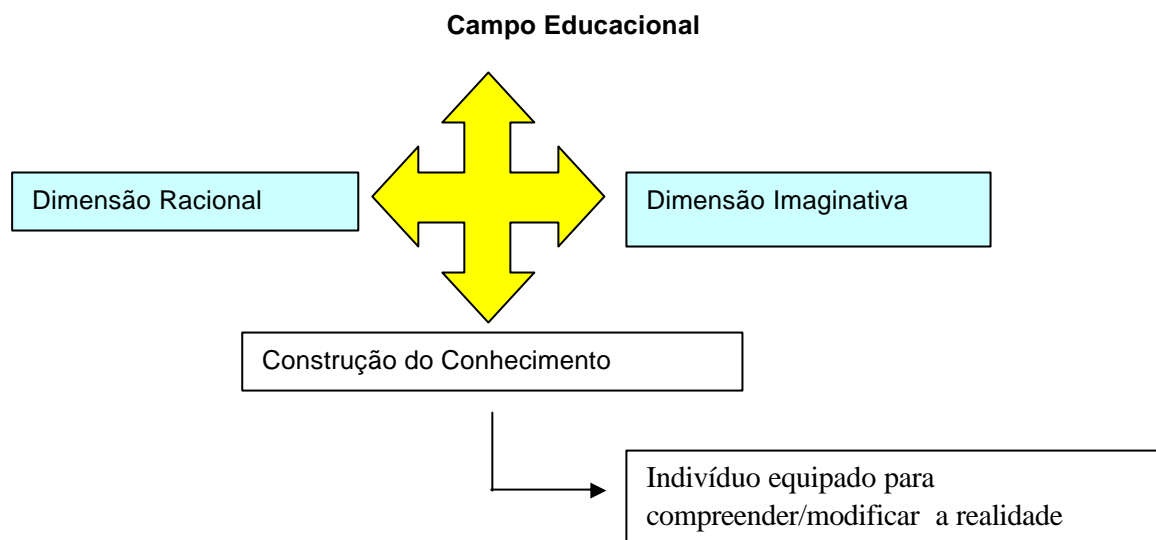 Campo Educacional
Dimensão Racional
Dimensão Imaginativa
Construção do Conhecimento
Indivíduo equipado para
compreender/modificar a realidade